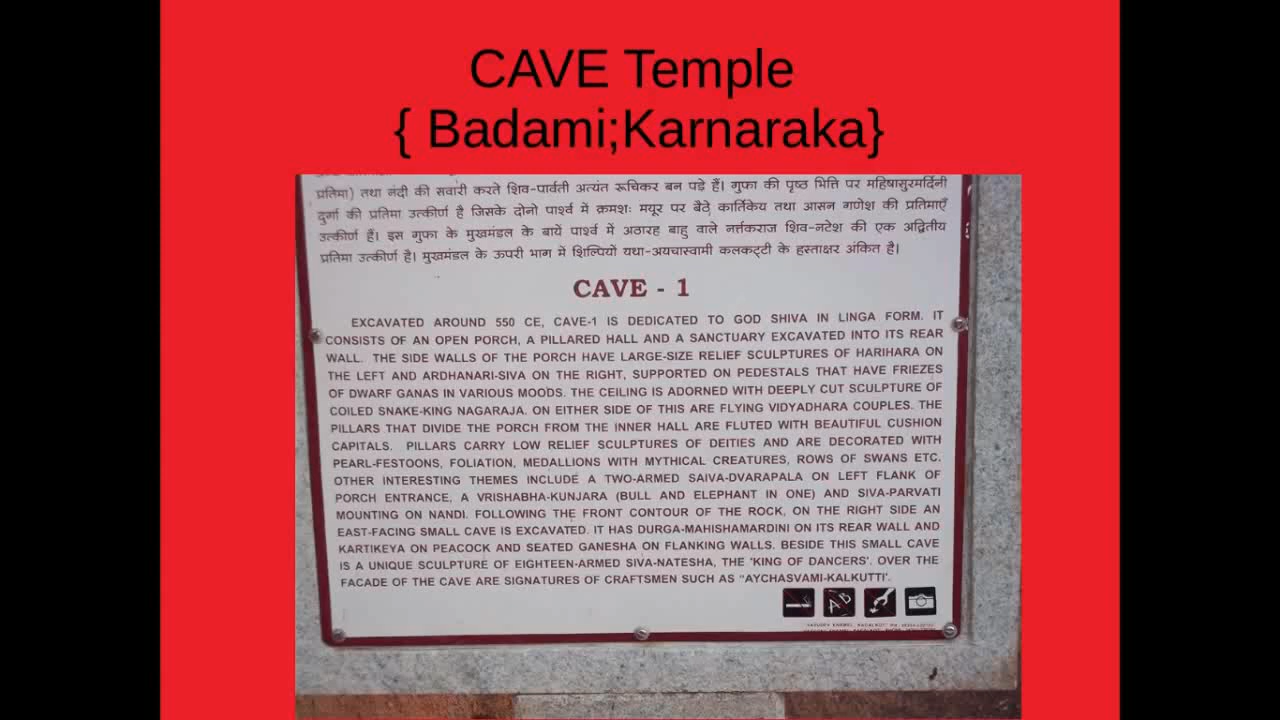 CAVE Temple
{ Badami;Karnaraka}
प्रतिमा) तथा नंदी की सवारी करते शिव-पार्वती अत्यंत रूचिकर बन पड़े हैं। गुफा की पृष्ठ भित्ति पर महिषासुरमर्दिनी
दुर्गा की प्रतिमा उत्कीर्ण है जिसके दोनो पार्श्व में क्रमशः मयूर पर बैठे कार्तिकेय तथा आसन गणेश की प्रतिमाएँ
उत्कीर्ण हैं। इस गुफा के मुखमंडल के बायें पार्श्व में अठारह बाहु वाले नर्त्तकराज शिव-नटेश की एक अद्वितीय
प्रतिमा उत्कीर्ण है। मुखमंडल के ऊपरी भाग में शिल्पियों यथा-अयचास्वामी कलकट्टी के हस्ताक्षर अंकित है।
CAVE - 1
EXCAVATED AROUND 550 CE, CAVE-1 IS DEDICATED TO GOD SHIVA IN LINGA FORM. IT
CONSISTS OF AN OPEN PORCH, A PILLARED HALL AND A SANCTUARY EXCAVATED INTO ITS REAR
WALL. THE SIDE WALLS OF THE PORCH HAVE LARGE-SIZE RELIEF SCULPTURES OF HARIHARA ON
THE LEFT AND ARDHANARI-SIVA ON THE RIGHT, SUPPORTED ON PEDESTALS THAT HAVE FRIEZES
OF DWARF GANAS IN VARIOUS MOODS. THE CEILING IS ADORNED WITH DEEPLY CUT SCULPTURE OF
COILED SNAKE-KING NAGARAJA. ON EITHER SIDE OF THIS ARE FLYING VIDYADHARA COUPLES. THE
PILLARS THAT DIVIDE THE PORCH FROM THE INNER HALL ARE FLUTED WITH BEAUTIFUL CUSHION
CAPITALS. PILLARS CARRY LOW RELIEF SCULPTURES OF DEITIES AND ARE DECORATED WITH
PEARL-FESTOONS, FOLIATION, MEDALLIONS WITH MYTHICAL CREATURES, ROWS OF SWANS ETC.
OTHER INTERESTING THEMES INCLUDE A TWO-ARMED SAIVA-DVARAPALA ON LEFT FLANK OF
PORCH ENTRANCE, A VRISHABHA-KUNJARA (BULL AND ELEPHANT IN ONE) AND SIVA-PARVATI
MOUNTING ON NANDI. FOLLOWING THE FRONT CONTOUR OF THE ROCK, ON THE RIGHT SIDE AN
EAST-FACING SMALL CAVE IS EXCAVATED. IT HAS DURGA-MAHISHAMARDINI ON ITS REAR WALL AND
KARTIKEYA ON PEACOCK AND SEATED GANESHA ON FLANKING WALLS. BESIDE THIS SMALL CAVE
IS A UNIQUE SCULPTURE OF EIGHTEEN-ARMED SIVA-NATESHA, THE 'KING OF DANCERS'. OVER THE
FACADE OF THE CAVE ARE SIGNATURES OF CRAFTSMEN SUCH AS "AYCHASVAMI-KALKUTTI'.